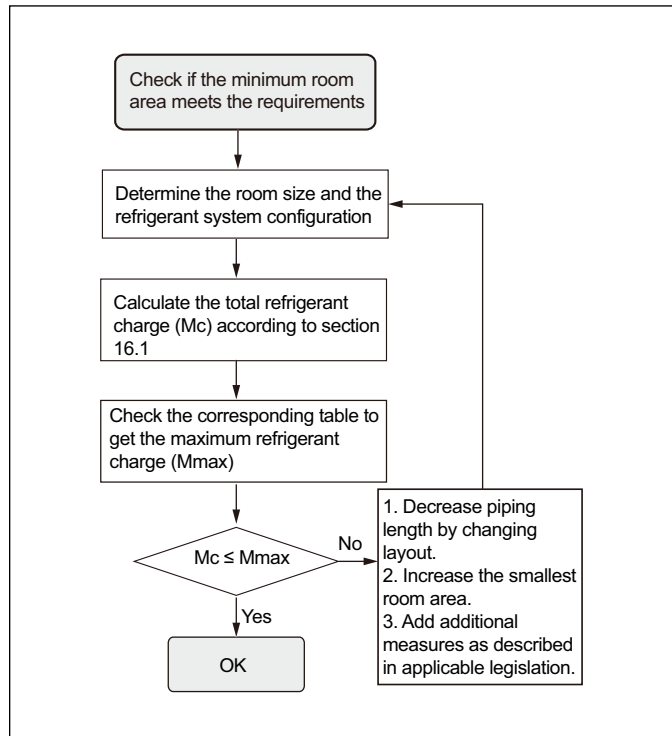 Check if the minimum room
area meets the requirements
Determine the room size and the
refrigerant system configuration
Calculate the total refrigerant
charge (Mc) according to section
16.1
Check the corresponding table to
get the maximum refrigerant
charge (Mmax)
Mc ≤ Mmax
No
1. Decrease piping
length by changing
layout.
2. Increase the smallest
room area.
3. Add additional
measures as described
in applicable legislation.
Yes
OK